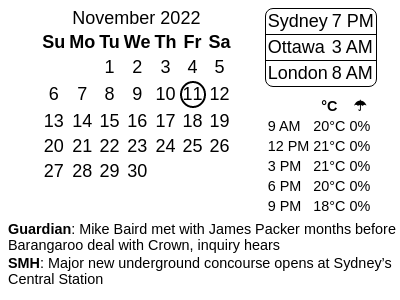 November 2022
Su Mo Tu We Th Fr Sa
1 2 3 4 5
6 7 8 9 10 11 12
13 14 15 16 17 18 19
20 21 22 23 24 25 26
27 28 29 30
Sydney 7 PM
Ottawa 3 AM
London 8 AM
°C ☂
9 AM 20°C 0%
12 PM 21°C 0%
3 PM 21°C 0%
6 PM 20°C 0%
9 PM 18°C 0%
Guardian: Mike Baird met with James Packer months before
Barangaroo deal with Crown, inquiry hears
SMH: Major new underground concourse opens at Sydney's
Central Station